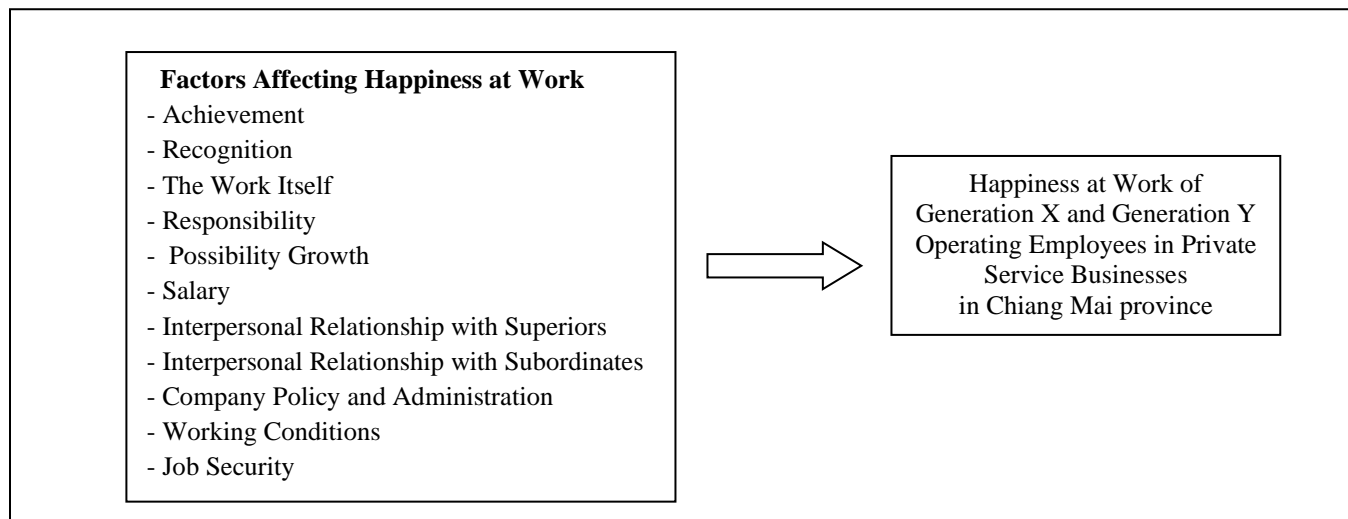 Factors Affecting Happiness at Work
- Achievement
- Recognition
- The Work Itself
- Responsibility
- Possibility Growth
- Salary
- Interpersonal Relationship with Superiors
- Interpersonal Relationship with Subordinates
- Company Policy and Administration
- Working Conditions
- Job Security
Happiness at Work of
Generation X and Generation Y
Operating Employees in Private
Service Businesses
in Chiang Mai province